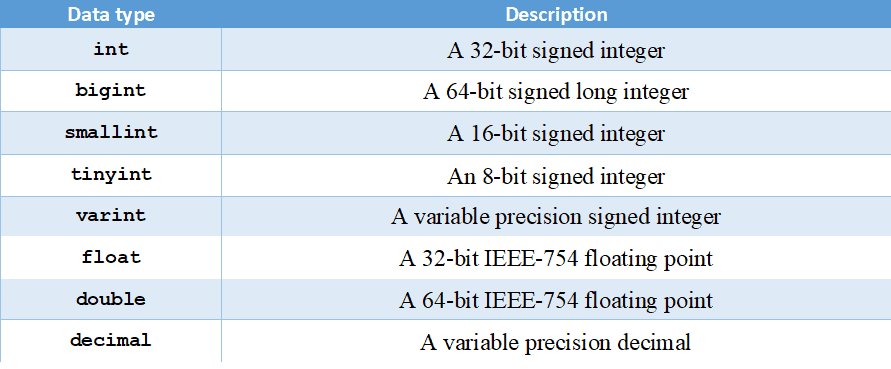 Data type Description
int A 32-bit signed integer
bigint A 64-bit signed long integer
smallint A 16-bit signed integer
tinyint An 8-bit signed integer
varint A variable precision signed integer
float A 32-bit IEEE-754 floating point
double A 64-bit IEEE-754 floating point
decimal A variable precision decimal